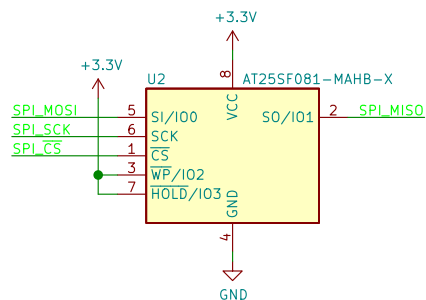 +3.3V
+3.3V
U2
AT25SF081-MAHB-X
8
VCC
SPI_MOSI
5
SI/IO0
SO/IO1
2
SPI_MISO
SPI_SCK
6
SCK
SPI_CS
1
CS
3
WP/IO2
7
HOLD/IO3
GND
4
GND